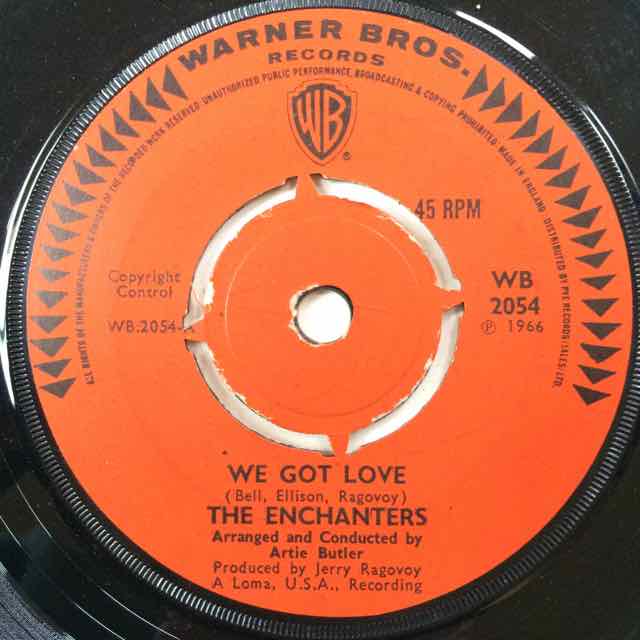 WARNER BROS.
RECORDS
ALL RIGHTS OF THE MANUFACTURERS & OWNERS OF THE RECORDED WORK RESERVED. UNAUTHORIZED PUBLIC PERFORMANCE, BROADCASTING & COPYING PROHIBITED. MADE IN ENGLAND. DISTRIBUTED BY PYE RECORDS (SALES) LTD.
WB
®
45 RPM
Copyright
Control
WB.2054-A
WB
2054
℗ 1966
WE GOT LOVE
(Bell, Ellison, Ragovoy)
THE ENCHANTERS
Arranged and Conducted by
Artie Butler
Produced by Jerry Ragovoy
A Loma, U.S.A., Recording